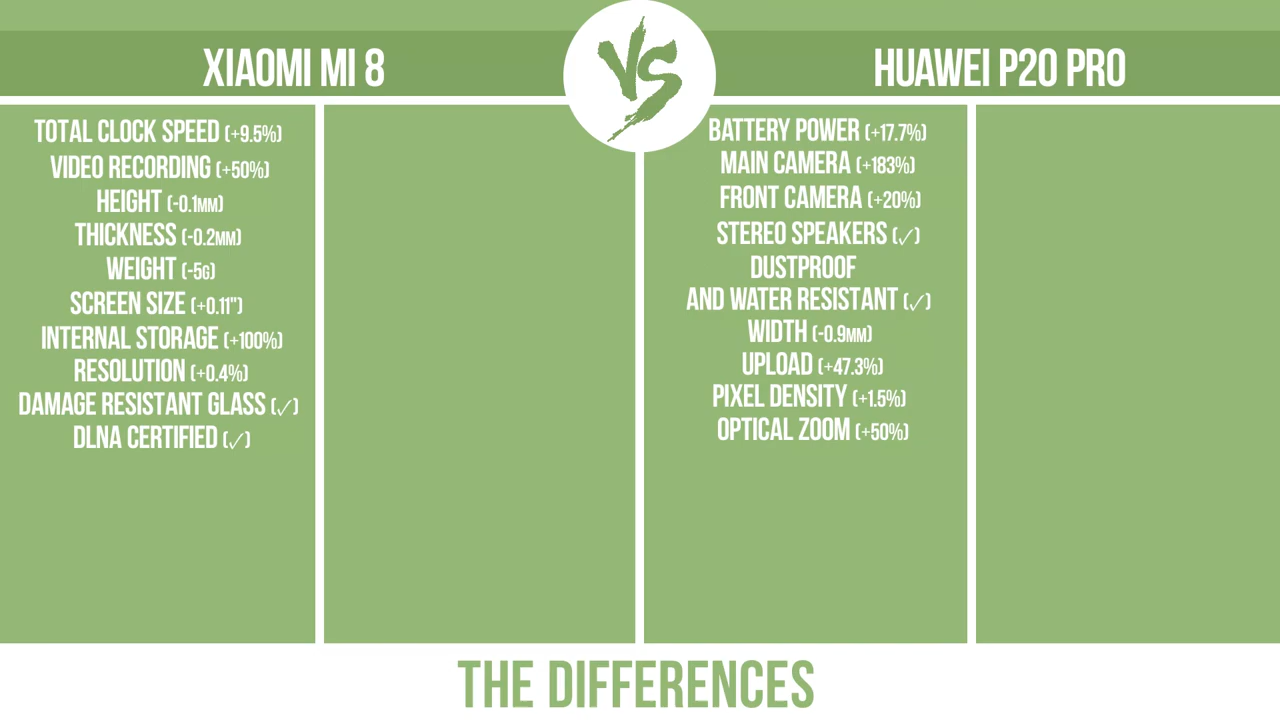 XIAOMI MI 8
VS
HUAWEI P20 PRO
TOTAL CLOCK SPEED (+9.5%)
VIDEO RECORDING (+50%)
HEIGHT (-0.1MM)
THICKNESS (-0.2MM)
WEIGHT (-5G)
SCREEN SIZE (+0.11")
INTERNAL STORAGE (+100%)
RESOLUTION (+0.4%)
DAMAGE RESISTANT GLASS (✓)
DLNA CERTIFIED (✓)
BATTERY POWER (+17.7%)
MAIN CAMERA (+183%)
FRONT CAMERA (+20%)
STEREO SPEAKERS (✓)
DUSTPROOF
AND WATER RESISTANT (✓)
WIDTH (-0.9MM)
UPLOAD (+47.3%)
PIXEL DENSITY (+1.5%)
OPTICAL ZOOM (+50%)
THE DIFFERENCES